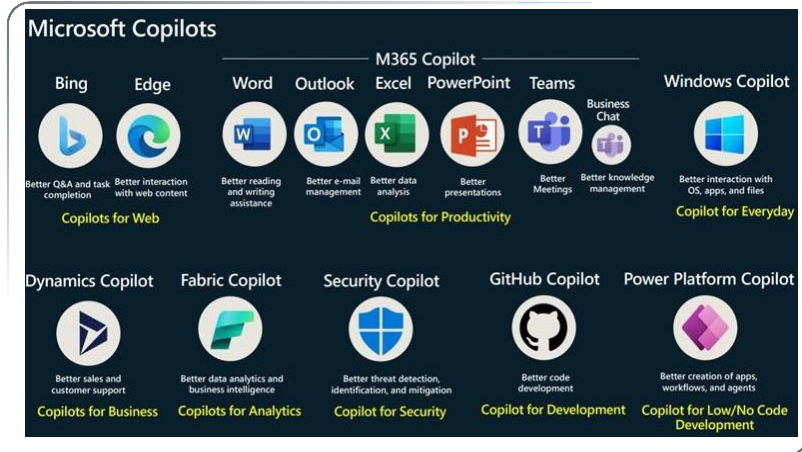 Microsoft Copilots
M365 Copilot
Bing
Edge
Word
Outlook
Excel
PowerPoint
Teams
Business
Chat
Windows Copilot
Better Q&A and task
completion
Better interaction
with web content
Better reading
and writing
assistance
Better e-mail
management
Better data
analysis
Better
presentations
Better
Meetings
Better knowledge
management
Better interaction with
OS, apps, and files
Copilots for Web
Copilots for Productivity
Copilot for Everyday
Dynamics Copilot
Fabric Copilot
Security Copilot
GitHub Copilot
Power Platform Copilot
Better sales and
customer support
Better data analytics and
business intelligence
Better threat detection,
identification, and mitigation
Better code
development
Better creation of apps,
workflows, and agents
Copilots for Business
Copilots for Analytics
Copilot for Security
Copilot for Development
Copilot for Low/No Code
Development